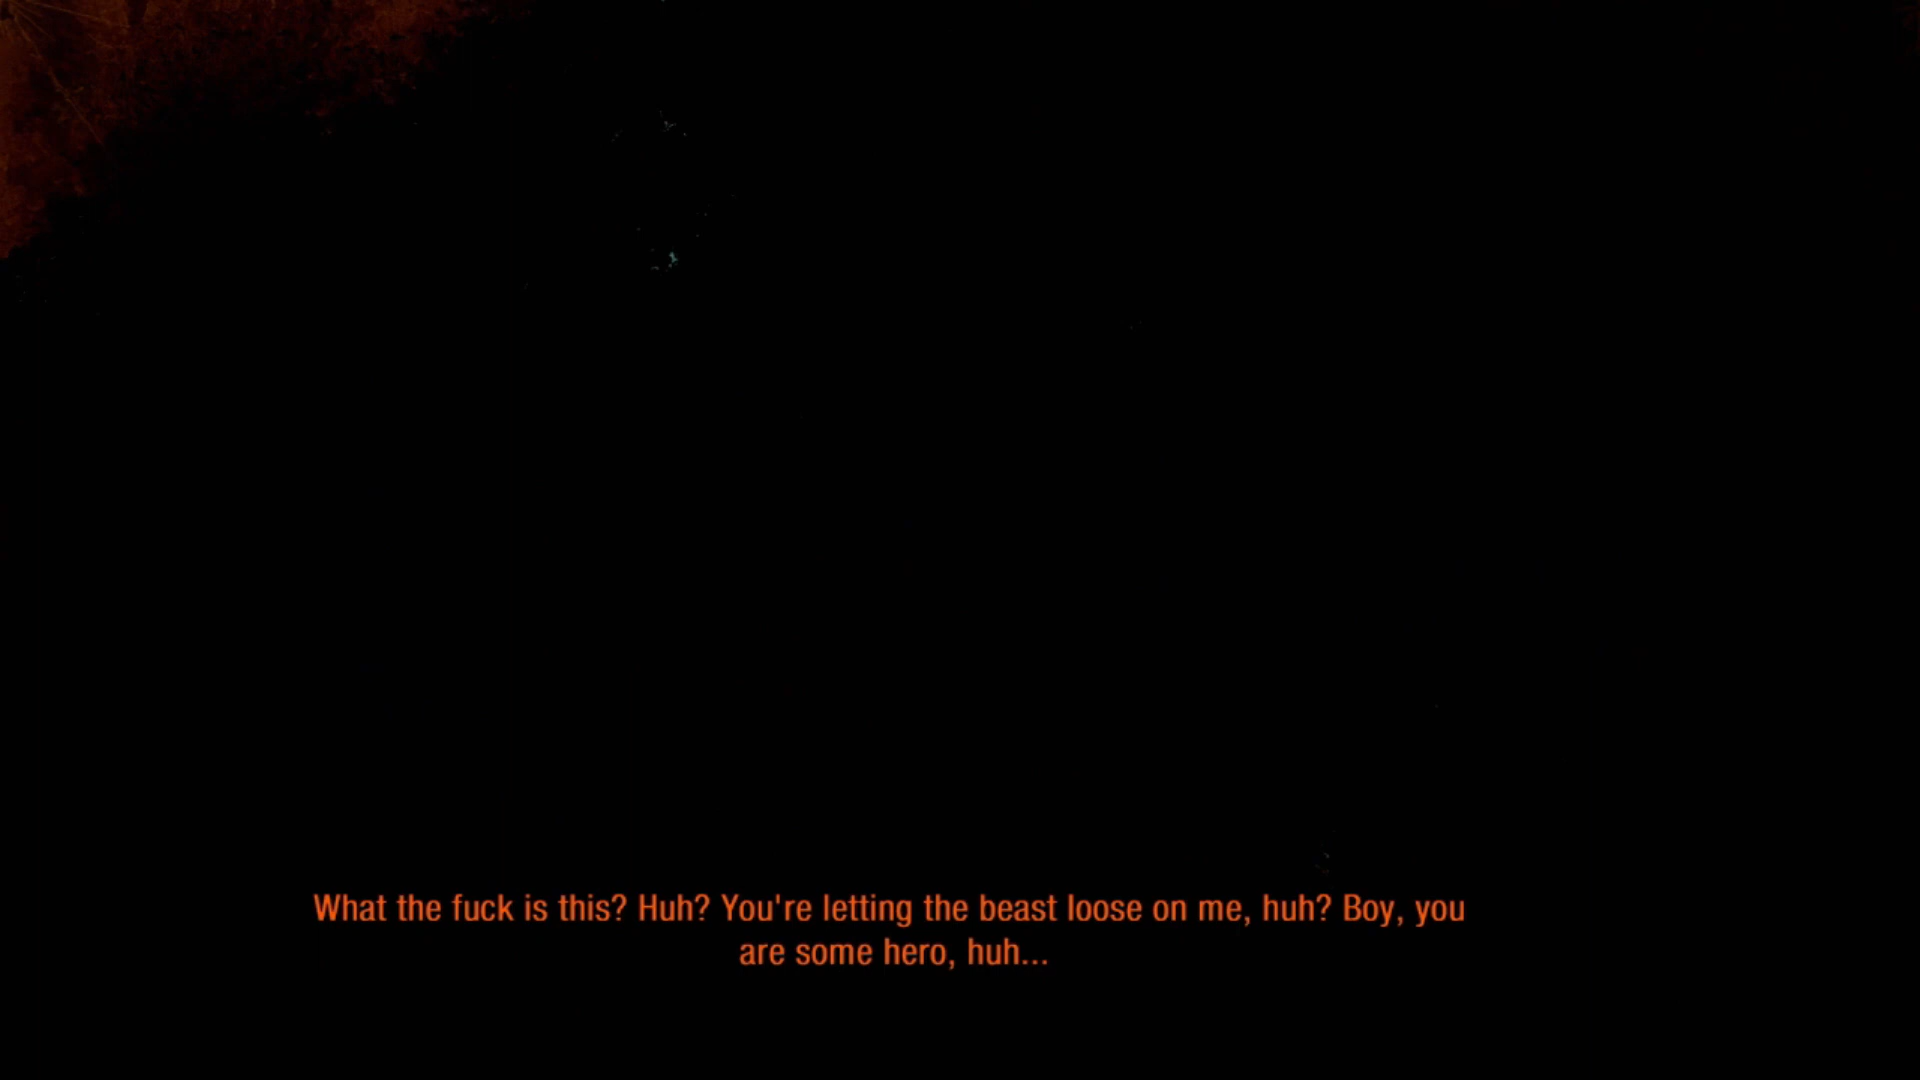 What the fuck is this? Huh? You're letting the beast loose on me, huh? Boy, you
are some hero, huh...